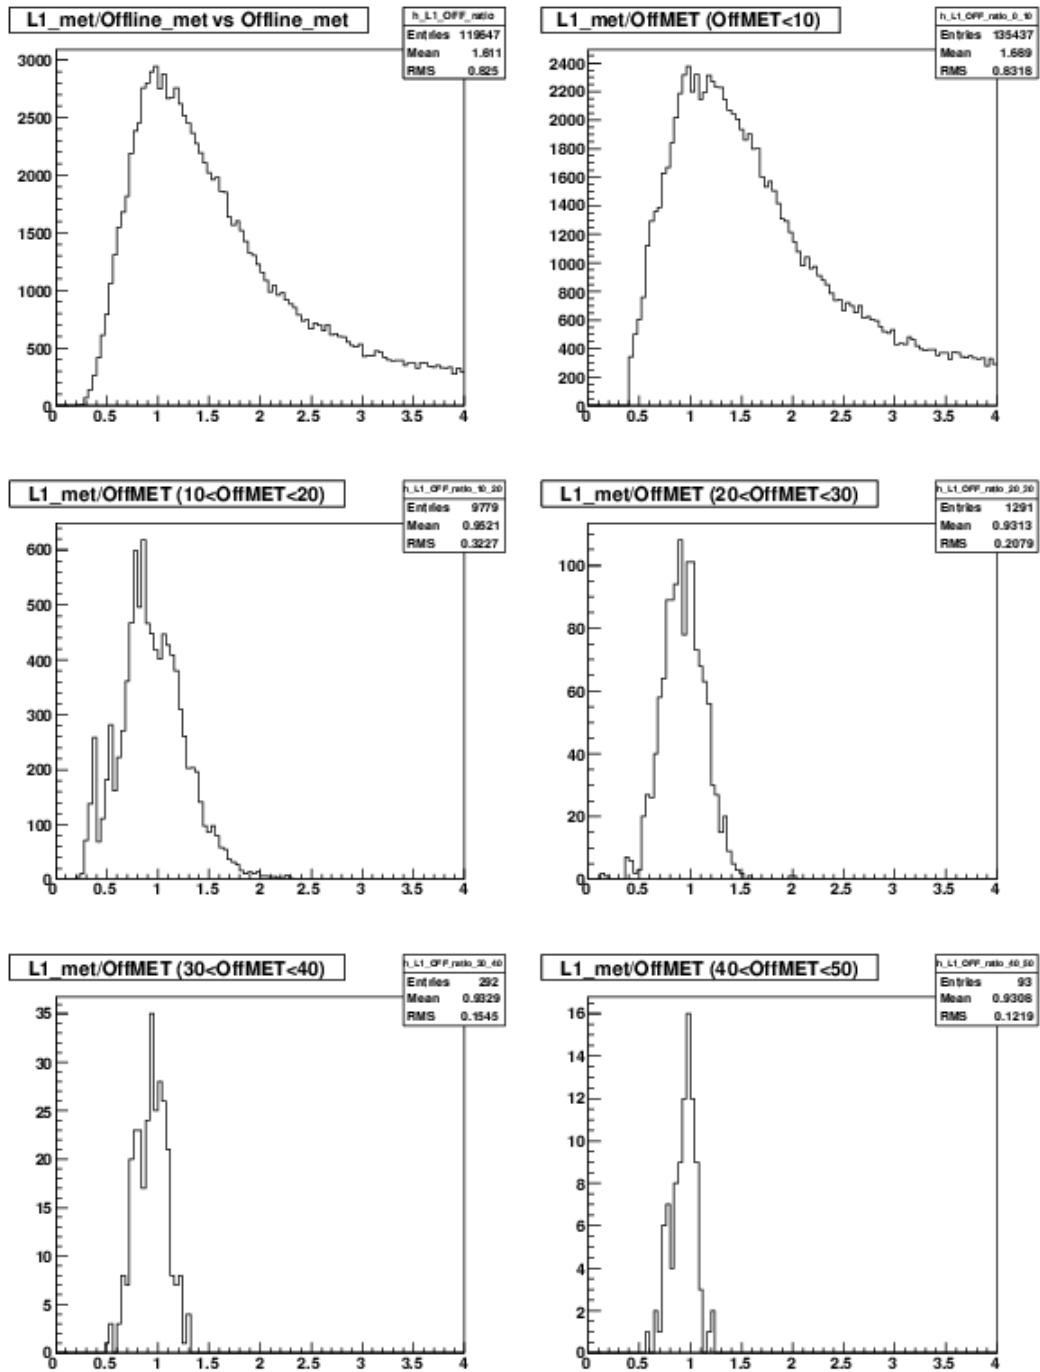 L1_met/Offline_met vs Offline_met
h_L1_OFF_ratio
Entries 119647
Mean 1.611
RMS 0.825
3000
2500
2000
1500
1000
500
0
0 0.5 1 1.5 2 2.5 3 3.5 4
L1_met/OffMET (OffMET<10)
h_L1_OFF_ratio_0_10
Entries 135437
Mean 1.689
RMS 0.8318
2400
2200
2000
1800
1600
1400
1200
1000
800
600
400
200
0
0 0.5 1 1.5 2 2.5 3 3.5 4
L1_met/OffMET (10<OffMET<20)
h_L1_OFF_ratio_10_20
Entries 9779
Mean 0.9521
RMS 0.3227
600
500
400
300
200
100
0
0 0.5 1 1.5 2 2.5 3 3.5 4
L1_met/OffMET (20<OffMET<30)
h_L1_OFF_ratio_20_30
Entries 1291
Mean 0.9313
RMS 0.2079
100
80
60
40
20
0
0 0.5 1 1.5 2 2.5 3 3.5 4
L1_met/OffMET (30<OffMET<40)
h_L1_OFF_ratio_30_40
Entries 292
Mean 0.9329
RMS 0.1545
35
30
25
20
15
10
5
0
0 0.5 1 1.5 2 2.5 3 3.5 4
L1_met/OffMET (40<OffMET<50)
h_L1_OFF_ratio_40_50
Entries 93
Mean 0.9306
RMS 0.1219
16
14
12
10
8
6
4
2
0
0 0.5 1 1.5 2 2.5 3 3.5 4